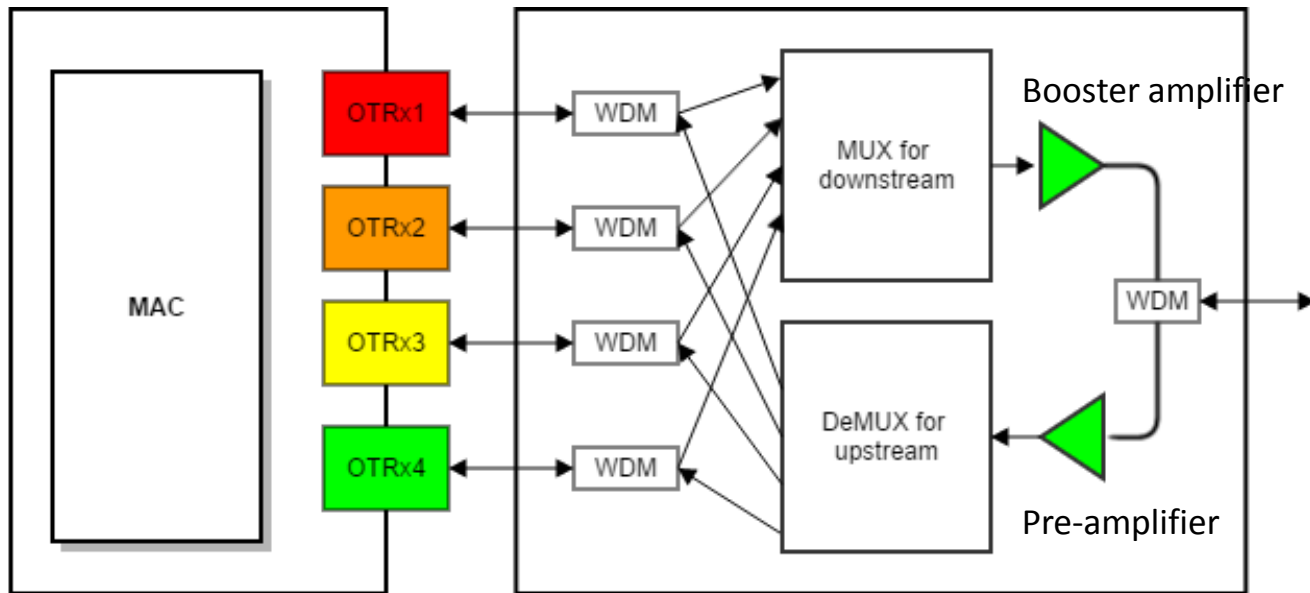 MAC
OTRx1
OTRx2
OTRx3
OTRx4
WDM
WDM
WDM
WDM
MUX for
downstream
DeMUX for
upstream
Booster amplifier
WDM
Pre-amplifier